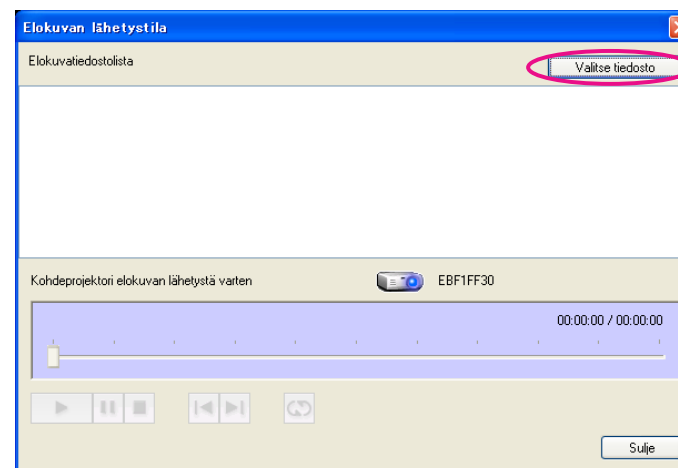 Elokuvan lähetystila
Elokuvatiedostolista
Valitse tiedosto
Kohdeprojektori elokuvan lähetystä varten
EBF1FF30
00:00:00 / 00:00:00
Sulje